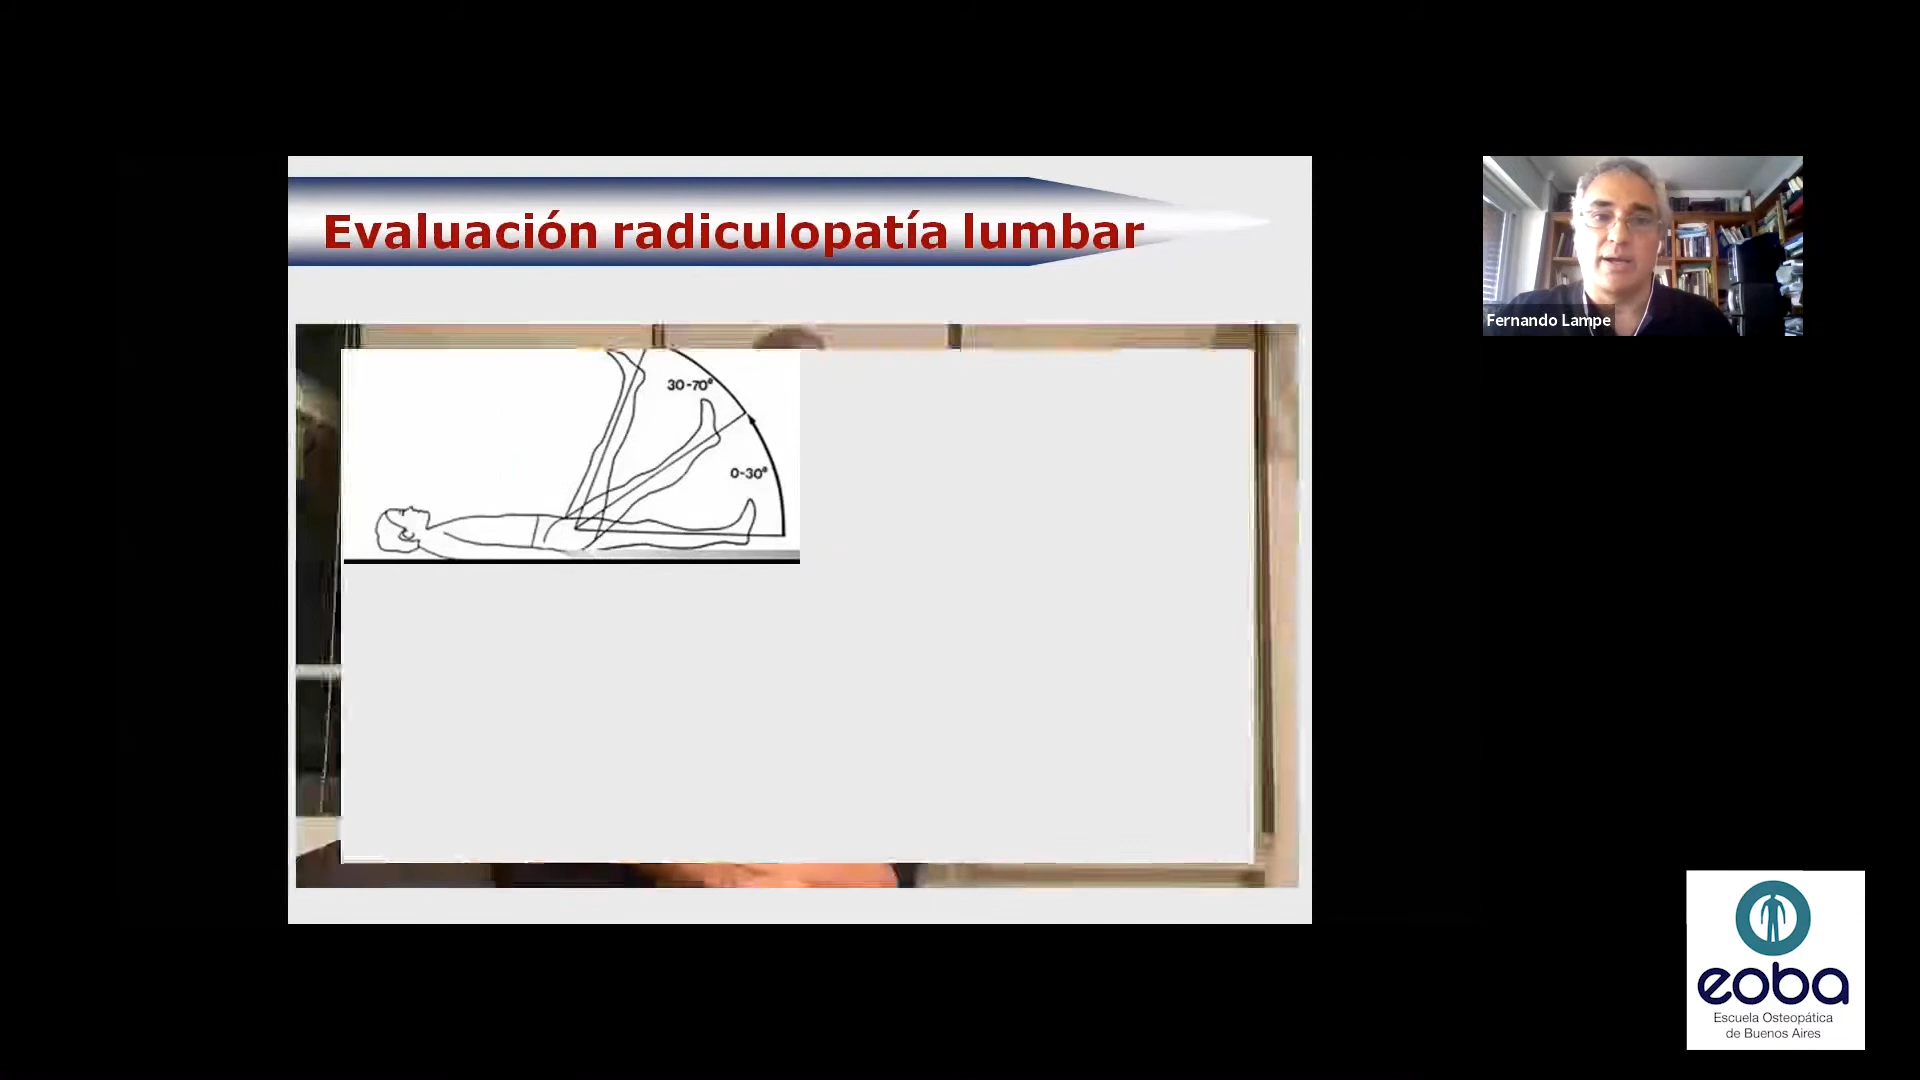 Evaluación radiculopatía lumbar
30-70°
0-30°
Fernando Lampe
eoba
Escuela Osteopática
de Buenos Aires